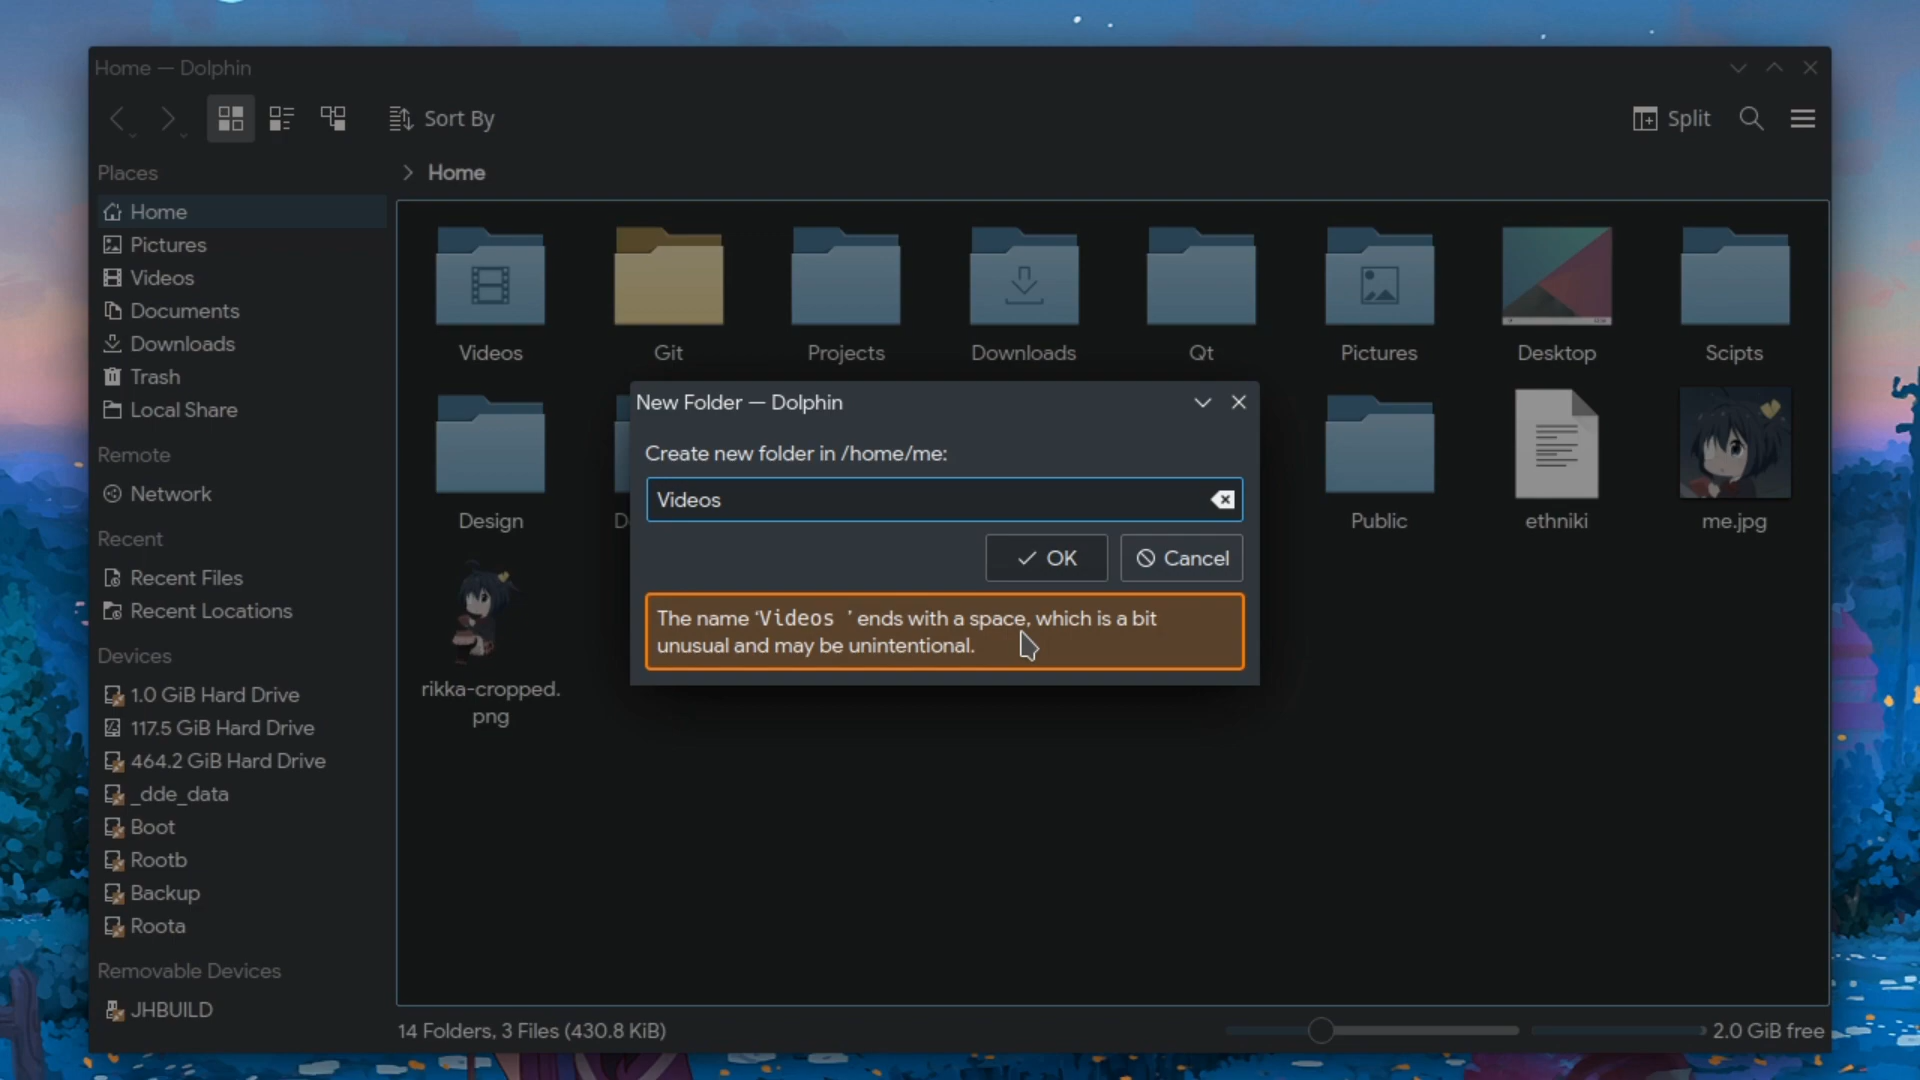 Home — Dolphin
Sort By
Split
Places
Home
Home
Pictures
Videos
Documents
Downloads
Trash
Local Share
Remote
Network
Recent
Recent Files
Recent Locations
Devices
1.0 GiB Hard Drive
117.5 GiB Hard Drive
464.2 GiB Hard Drive
_dde_data
Boot
Rootb
Backup
Roota
Removable Devices
JHBUILD
Videos
Git
Projects
Downloads
Qt
Pictures
Desktop
Scipts
Design
D
Public
ethniki
me.jpg
rikka-cropped.
png
New Folder — Dolphin
Create new folder in /home/me:
Videos
OK
Cancel
The name ‘Videos ’ ends with a space, which is a bit
unusual and may be unintentional.
14 Folders, 3 Files (430.8 KiB)
2.0 GiB free